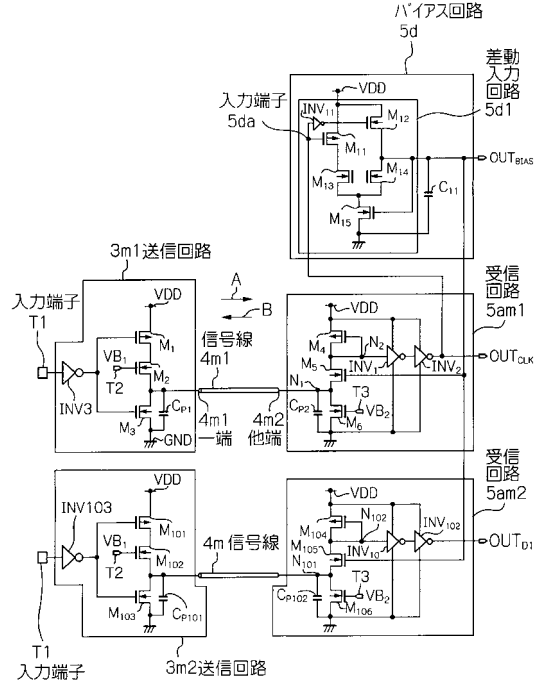 バイアス回路
5d
差動
入力
回路
5d1
VDD
入力端子
5da
INV11
M12
M11
M13
M14
M15
C11
OUTBIAS
3m1送信回路
A
B
受信
回路
5am1
入力端子
T1
VDD
信号線
4m1
VDD
M1
VB1
T2
M2
INV3
M3
CP1
GND
4m1
一端
4m2
他端
N1
M4
N2
M5
INV1
INV2
OUTCLK
CP2
T3
VB2
M6
受信
回路
5am2
INV103
VDD
VDD
M101
VB1
T2
M102
M103
CP101
4m 信号線
M104
N102
INV102
M105
INV10
N101
OUTD1
T3
VB2
CP102
M106
T1
入力端子
3m2送信回路